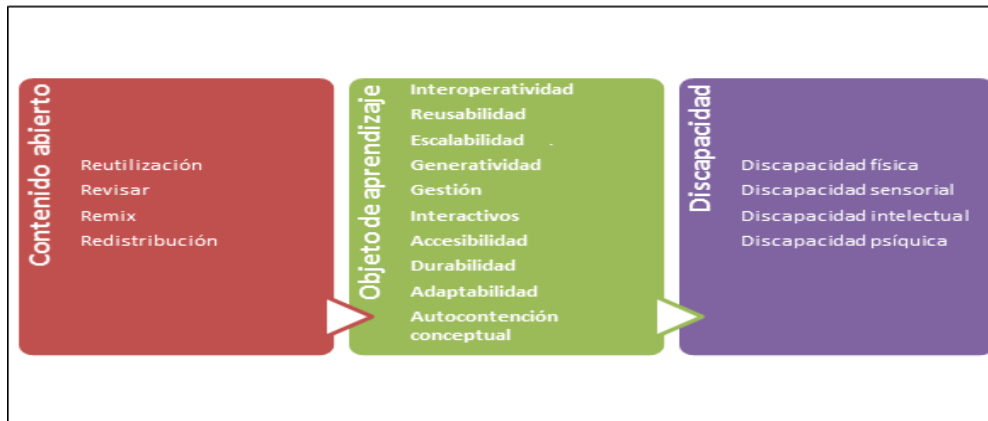 Contenido abierto
Reutilización
Revisar
Remix
Redistribución
Objeto de aprendizaje
Interoperatividad
Reusabilidad
Escalabilidad .
Generatividad
Gestión
Interactivos
Accesibilidad
Durabilidad
Adaptabilidad
Autocontención
conceptual
Discapacidad
Discapacidad física
Discapacidad sensorial
Discapacidad intelectual
Discapacidad psíquica